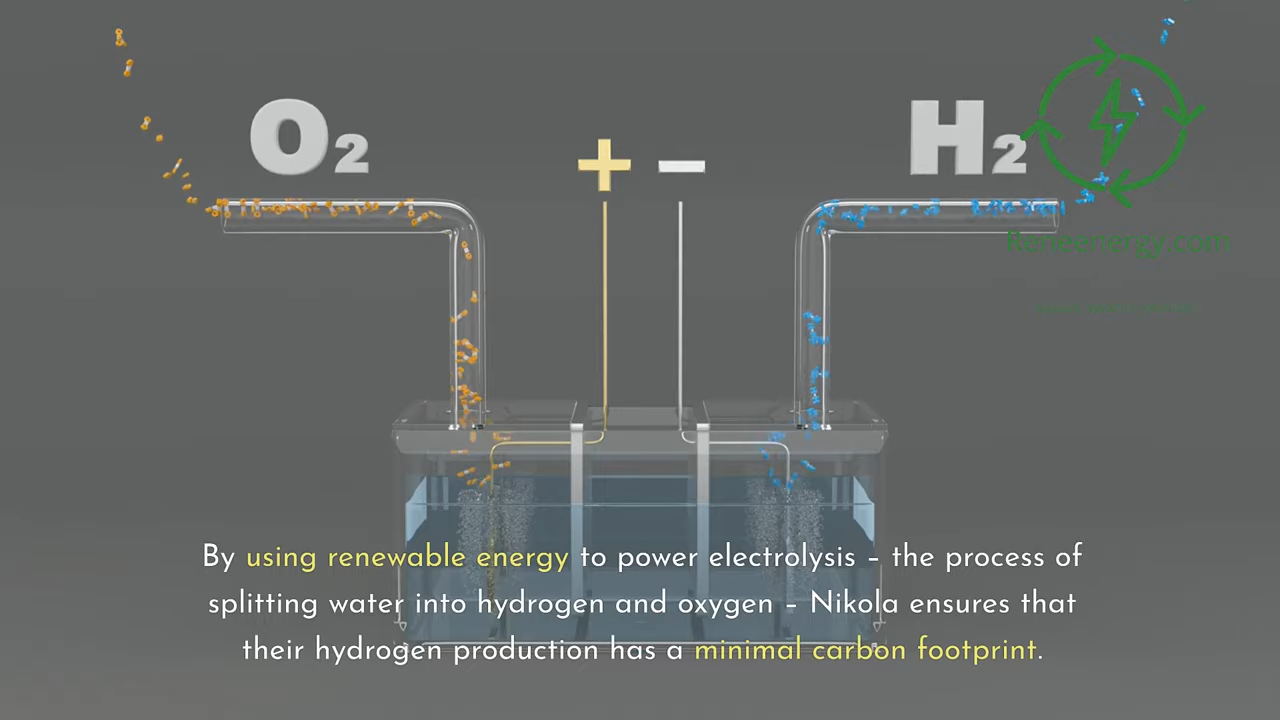 O2
+ −
H2
Reneenergy.com
By using renewable energy to power electrolysis – the process of
splitting water into hydrogen and oxygen – Nikola ensures that
their hydrogen production has a minimal carbon footprint.